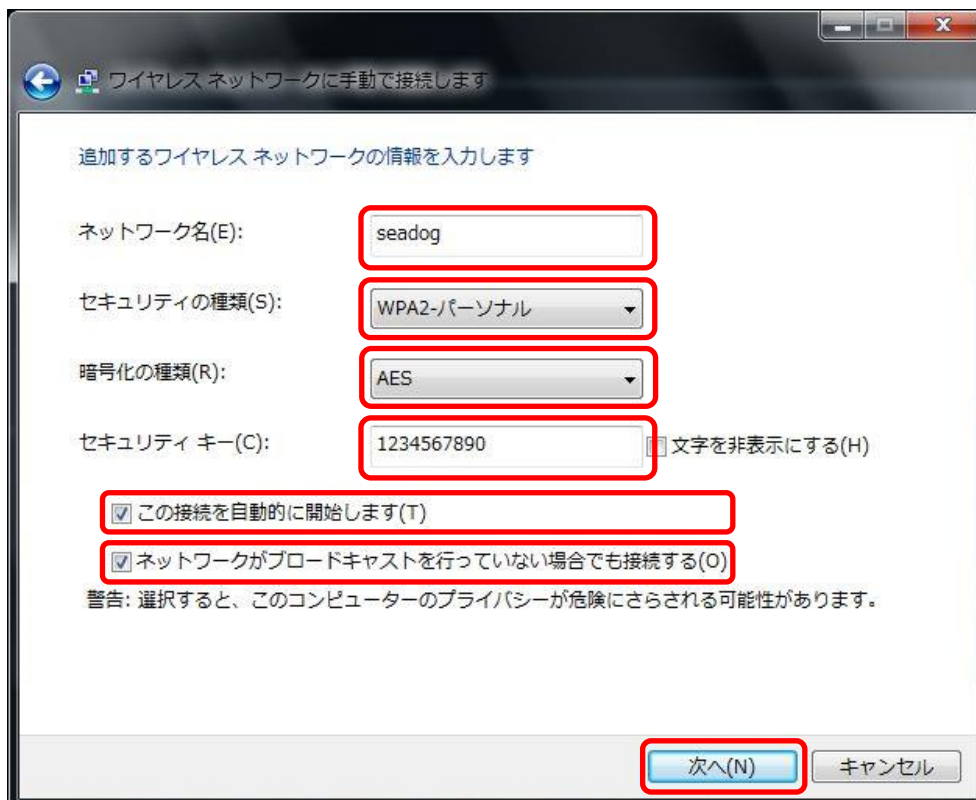 ワイヤレス ネットワークに手動で接続します
追加するワイヤレス ネットワークの情報を入力します
ネットワーク名(E): seadog
セキュリティの種類(S): WPA2-パーソナル
暗号化の種類(R): AES
セキュリティ キー(C): 1234567890 文字を非表示にする(H)
この接続を自動的に開始します(T)
ネットワークがブロードキャストを行っていない場合でも接続する(O)
警告: 選択すると、このコンピューターのプライバシーが危険にさらされる可能性があります。
次へ(N) キャンセル